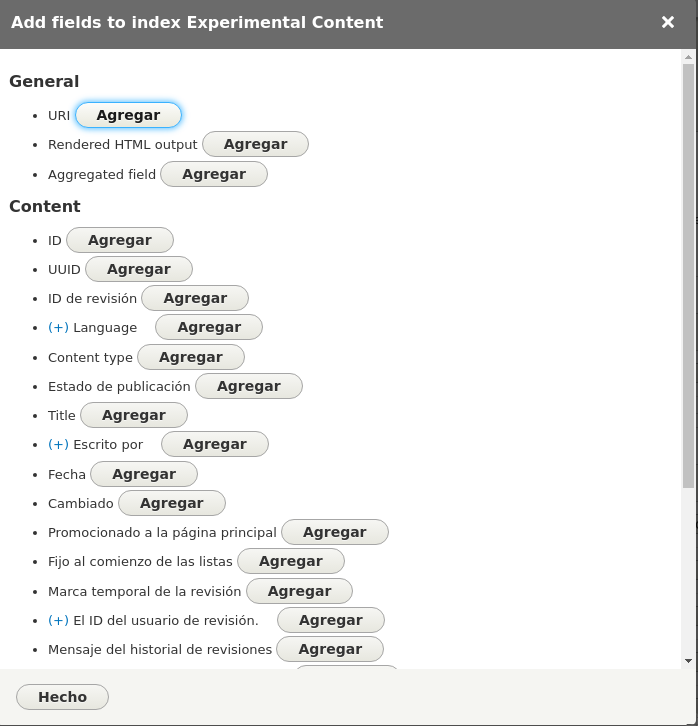 Add fields to index Experimental Content ×
General
URI Agregar
Rendered HTML output Agregar
Aggregated field Agregar
Content
ID Agregar
UUID Agregar
ID de revisión Agregar
(+) Language Agregar
Content type Agregar
Estado de publicación Agregar
Title Agregar
(+) Escrito por Agregar
Fecha Agregar
Cambiado Agregar
Promocionado a la página principal Agregar
Fijo al comienzo de las listas Agregar
Marca temporal de la revisión Agregar
(+) El ID del usuario de revisión. Agregar
Mensaje del historial de revisiones Agregar
Hecho